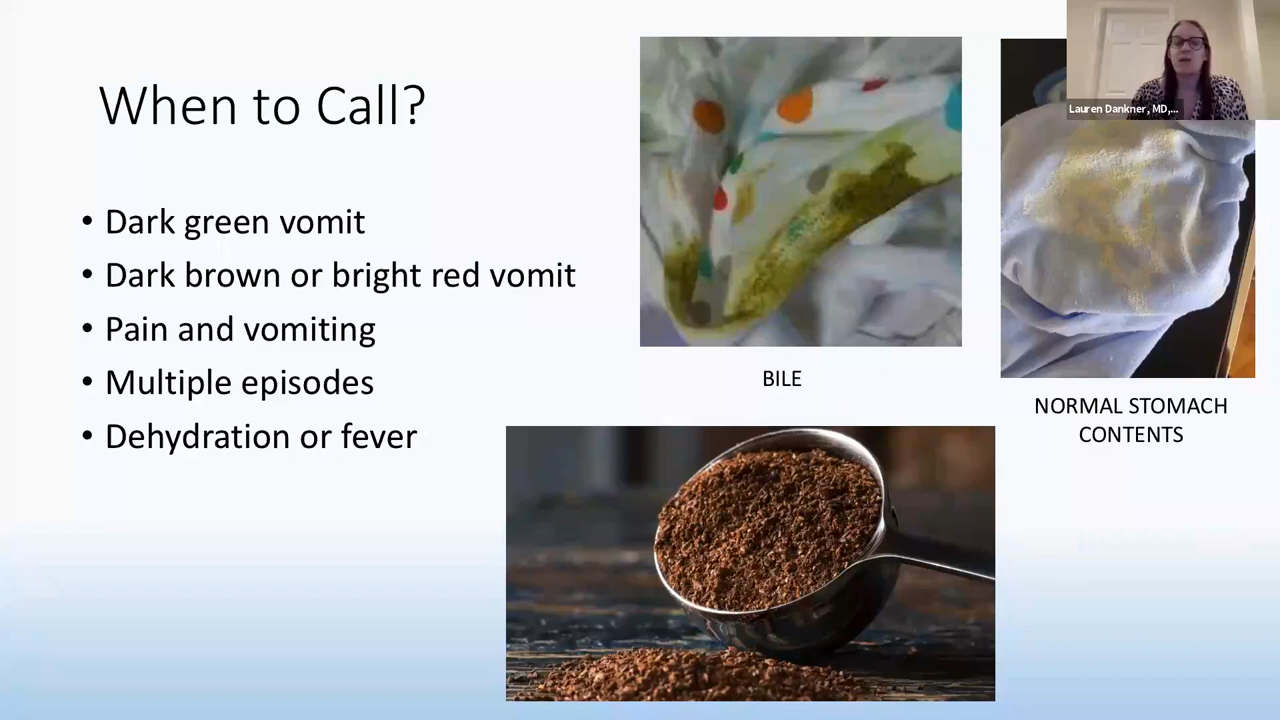 When to Call?
• Dark green vomit
• Dark brown or bright red vomit
• Pain and vomiting
• Multiple episodes
• Dehydration or fever
BILE
NORMAL STOMACH
CONTENTS
Lauren Dankner, MD,...